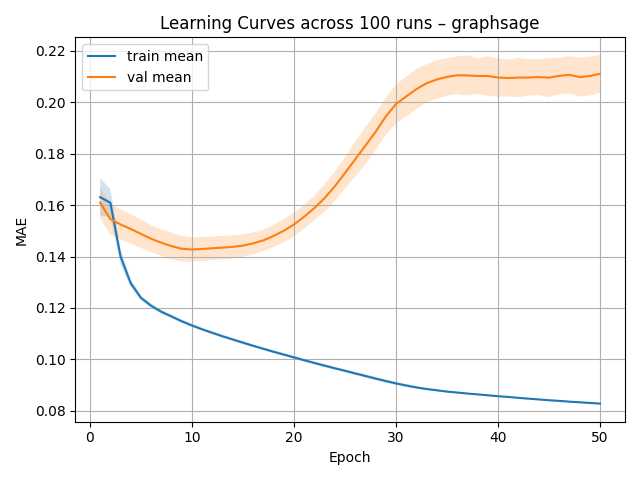 Learning Curves across 100 runs – graphsage
train mean
val mean
0.22
0.20
0.18
0.16
0.14
0.12
0.10
0.08
MAE
0 10 20 30 40 50
Epoch